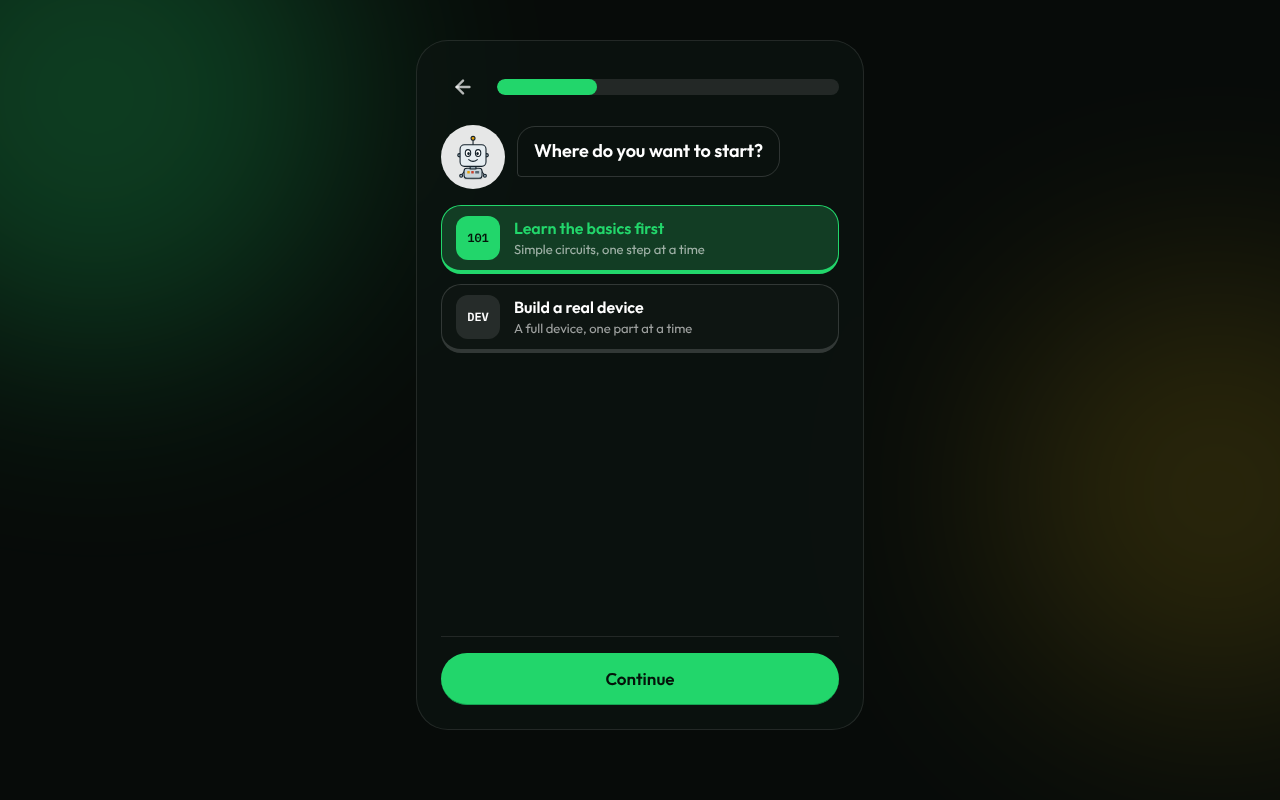 Where do you want to start?
101
Learn the basics first
Simple circuits, one step at a time
DEV
Build a real device
A full device, one part at a time
Continue